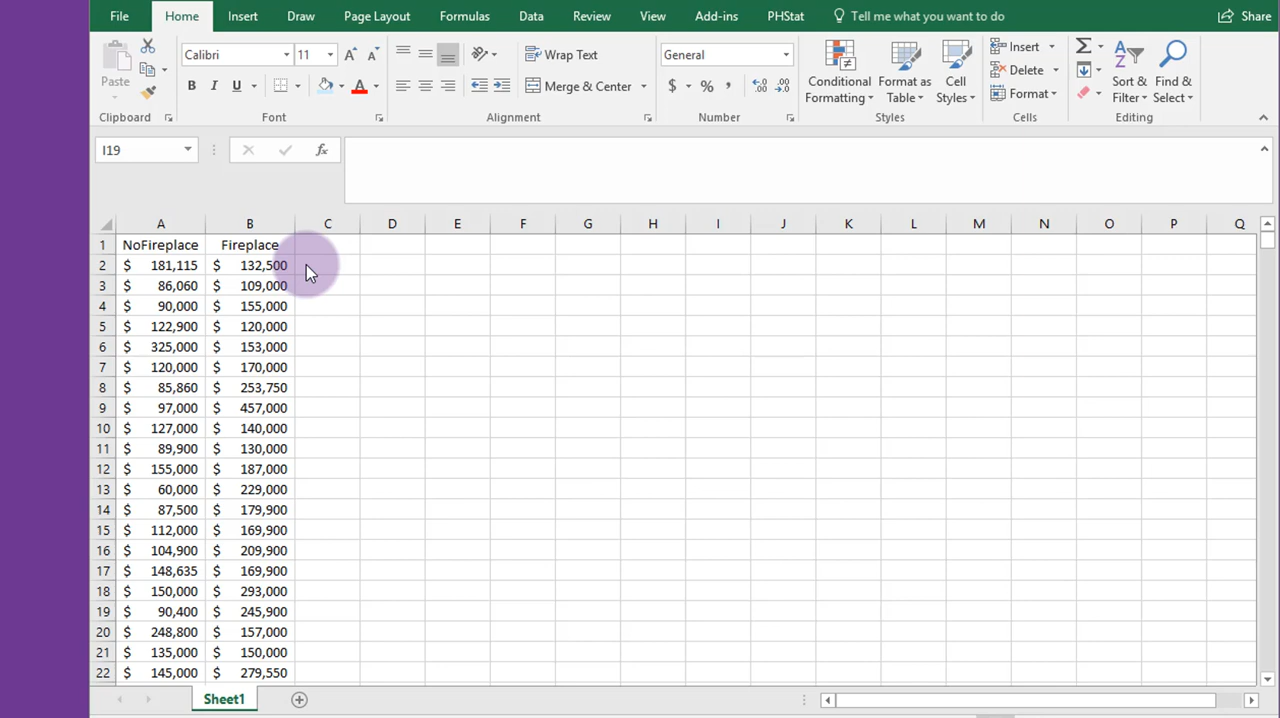 File Home Insert Draw Page Layout Formulas Data Review View Add-ins PHStat Tell me what you want to do Share
Calibri 11 Wrap Text General Insert
Paste B I U A Merge & Center $ % , Conditional Formatting Format as Table Cell Styles Delete Format Sort & Filter Find & Select
Clipboard Font Alignment Number Styles Cells Editing
I19 fx
A B C D E F G H I J K L M N O P Q
1 NoFireplace Fireplace
2 $ 181,115 $ 132,500
3 $ 86,060 $ 109,000
4 $ 90,000 $ 155,000
5 $ 122,900 $ 120,000
6 $ 325,000 $ 153,000
7 $ 120,000 $ 170,000
8 $ 85,860 $ 253,750
9 $ 97,000 $ 457,000
10 $ 127,000 $ 140,000
11 $ 89,900 $ 130,000
12 $ 155,000 $ 187,000
13 $ 60,000 $ 229,000
14 $ 87,500 $ 179,900
15 $ 112,000 $ 169,900
16 $ 104,900 $ 209,900
17 $ 148,635 $ 169,900
18 $ 150,000 $ 293,000
19 $ 90,400 $ 245,900
20 $ 248,800 $ 157,000
21 $ 135,000 $ 150,000
22 $ 145,000 $ 279,550
Sheet1